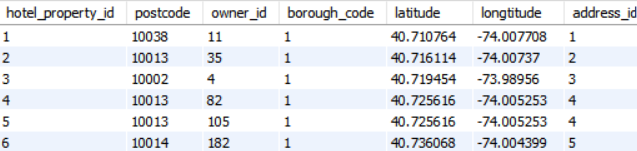 hotel_property_id postcode owner_id borough_code latitude longtitude address_id
1 10038 11 1 40.710764 -74.007708 1
2 10013 35 1 40.716114 -74.00737 2
3 10002 4 1 40.719454 -73.98956 3
4 10013 82 1 40.725616 -74.005253 4
5 10013 105 1 40.725616 -74.005253 4
6 10014 182 1 40.736068 -74.004399 5